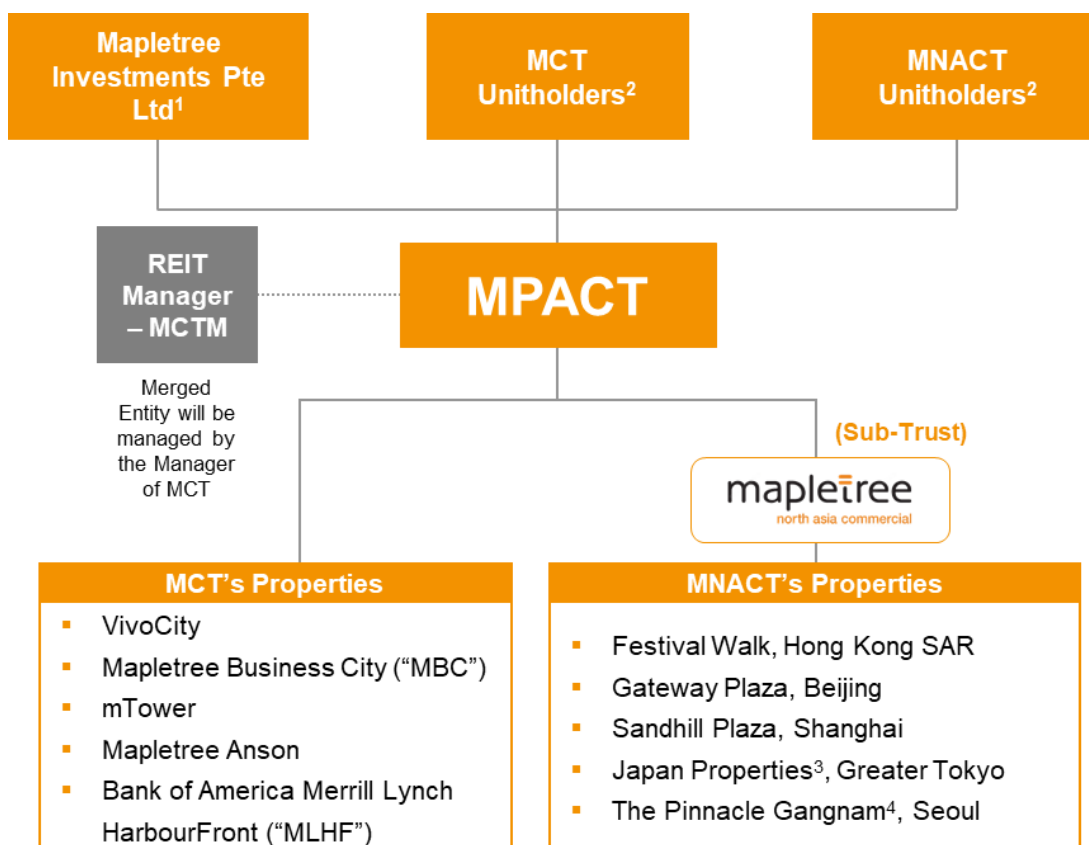 Mapletree
Investments Pte
Ltd¹
MCT
Unitholders²
MNACT
Unitholders²
REIT
Manager
– MCTM
MPACT
Merged
Entity will be
managed by
the Manager
of MCT
(Sub-Trust)
mapletree
north asia commercial
MCT’s Properties
▪ VivoCity
▪ Mapletree Business City (“MBC”)
▪ mTower
▪ Mapletree Anson
▪ Bank of America Merrill Lynch
HarbourFront (“MLHF”)
MNACT’s Properties
▪ Festival Walk, Hong Kong SAR
▪ Gateway Plaza, Beijing
▪ Sandhill Plaza, Shanghai
▪ Japan Properties³, Greater Tokyo
▪ The Pinnacle Gangnam⁴, Seoul